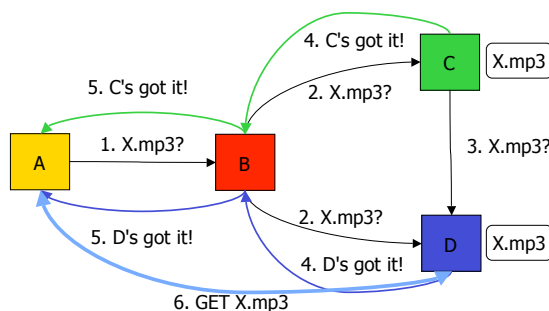 4. C's got it!
C
X.mp3
5. C's got it!
2. X.mp3?
1. X.mp3?
3. X.mp3?
A
B
2. X.mp3?
5. D's got it!
D
X.mp3
4. D's got it!
6. GET X.mp3